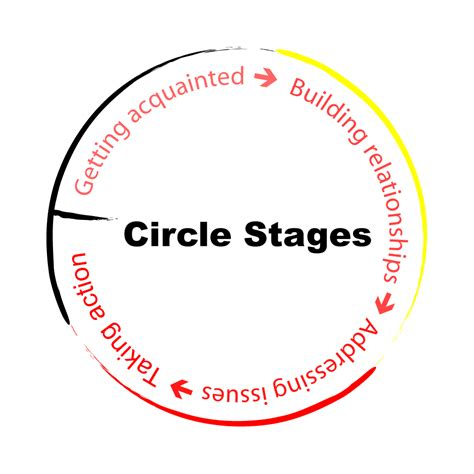 Getting acquainted → Building relationships → Addressing issues → Taking action
Circle Stages